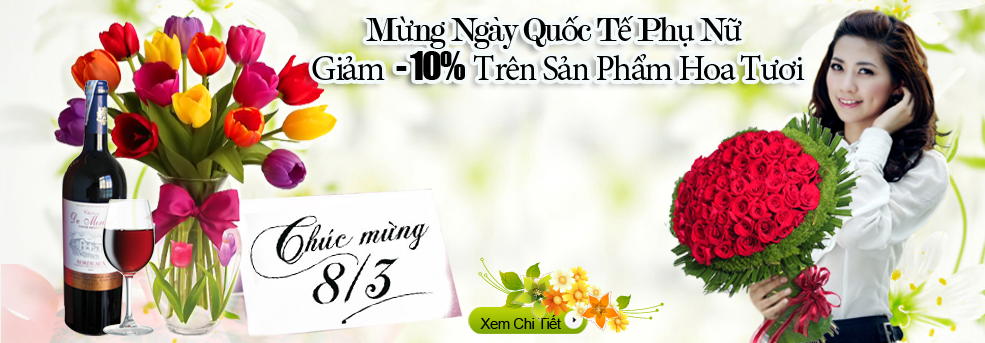 Mừng Ngày Quốc Tế Phụ Nữ
Giảm -10% Trên Sản Phẩm Hoa Tươi
Chúc mừng
8/3
BORDEAUX
Xem Chi Tiết